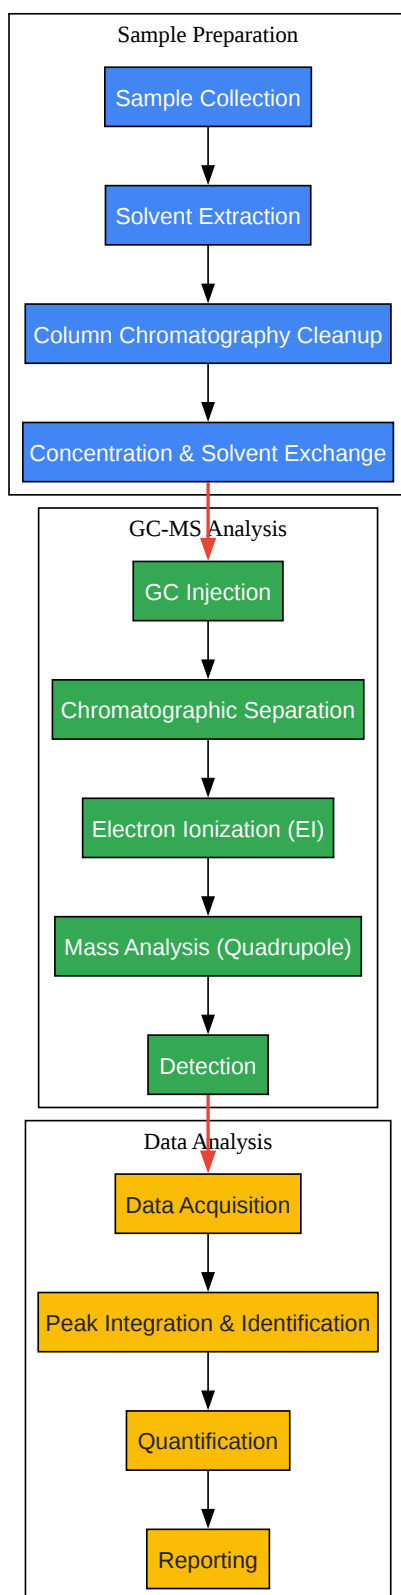 Sample Preparation
Sample Collection
Solvent Extraction
Column Chromatography Cleanup
Concentration & Solvent Exchange
GC-MS Analysis
GC Injection
Chromatographic Separation
Electron Ionization (EI)
Mass Analysis (Quadrupole)
Detection
Data Analysis
Data Acquisition
Peak Integration & Identification
Quantification
Reporting